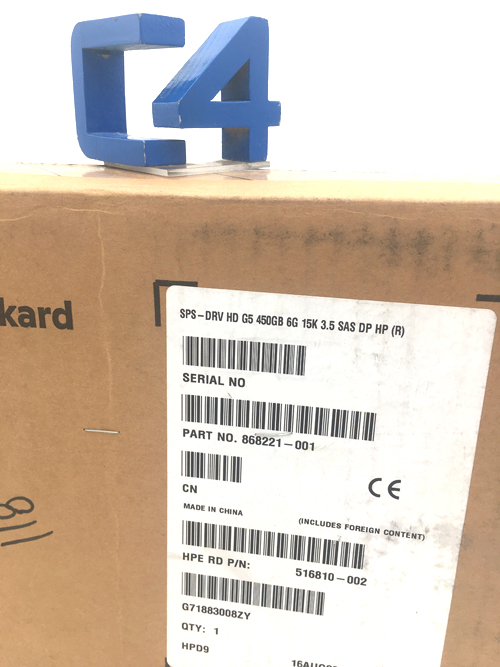 C4
kard
SPS-DRV HD G5 450GB 6G 15K 3.5 SAS DP HP (R)
SERIAL NO
PART NO. 868221-001
CN
CE
MADE IN CHINA
(INCLUDES FOREIGN CONTENT)
HPE RD P/N: 516810-002
G71883008ZY
QTY: 1
HPD9